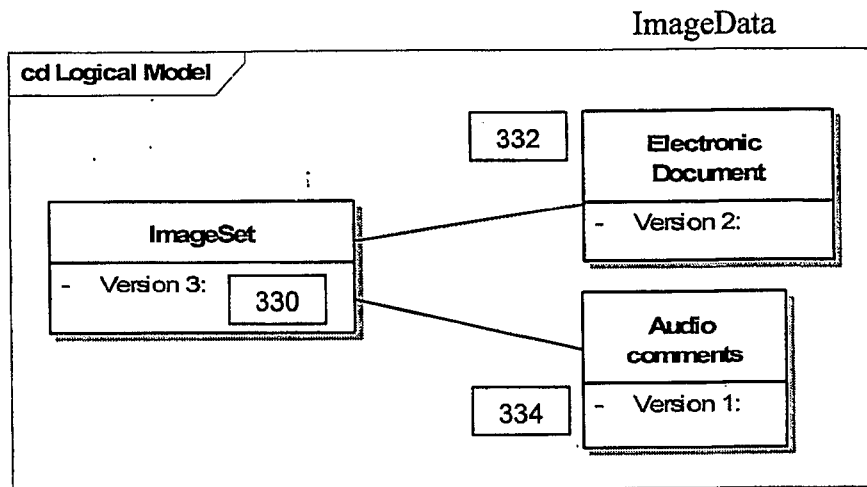 ImageData
cd Logical Model
332
Electronic
Document
- Version 2:
ImageSet
- Version 3:
330
Audio
comments
334
- Version 1: